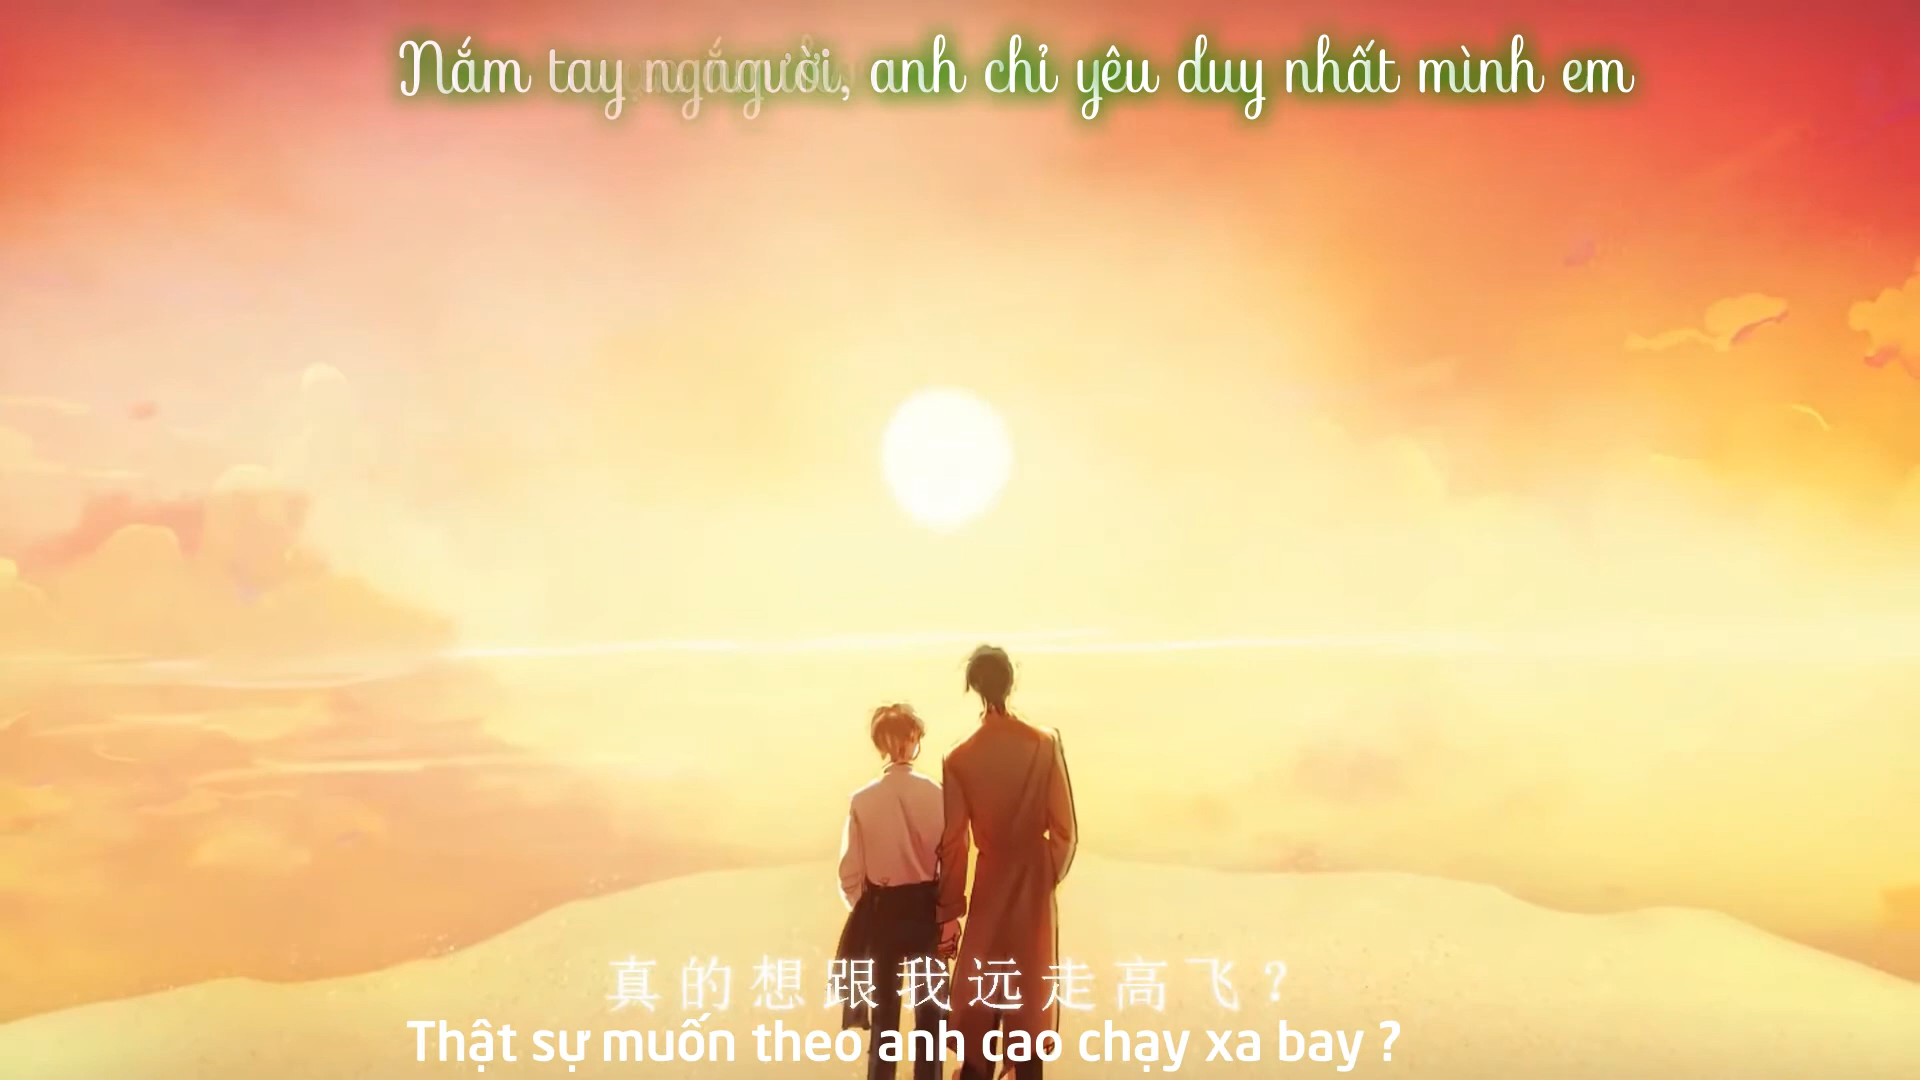 Nắm tay người, anh chỉ yêu duy nhất mình em
真的想跟我远走高飞？
Thật sự muốn theo anh cao chạy xa bay ?